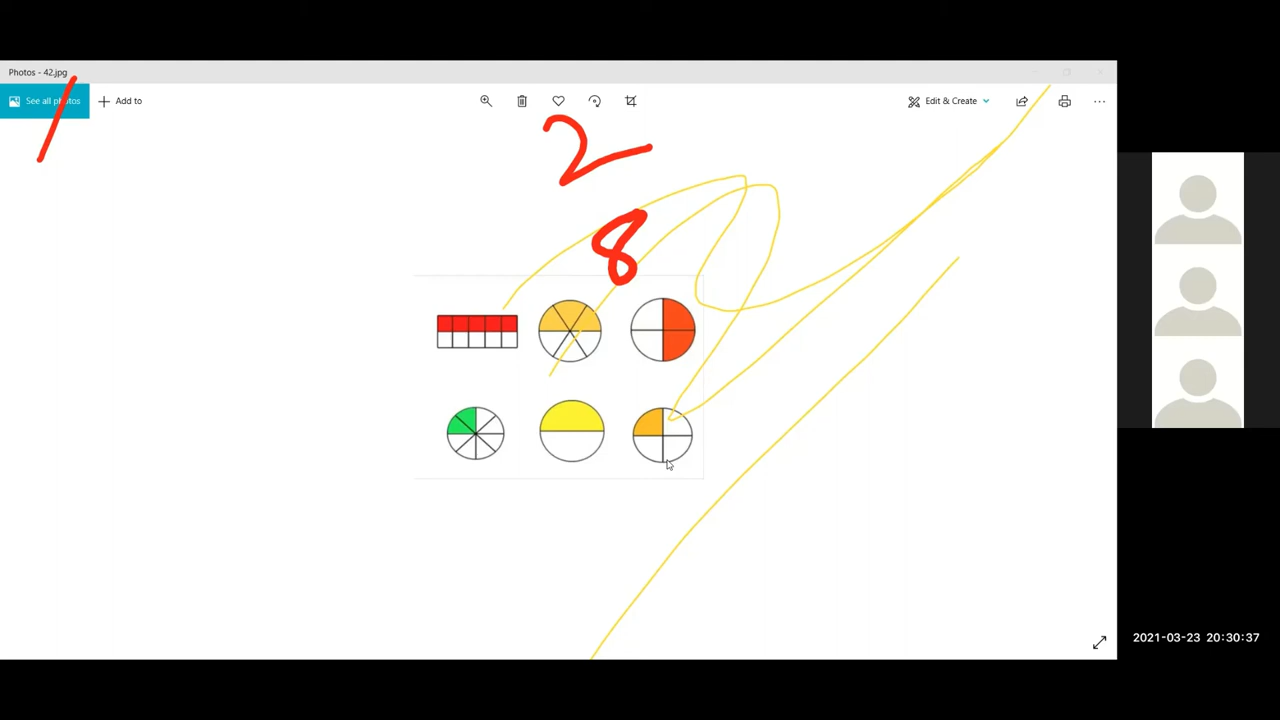 Photos - 42.jpg
See all photos
Add to
Edit & Create
2
8
2021-03-23 20:30:37